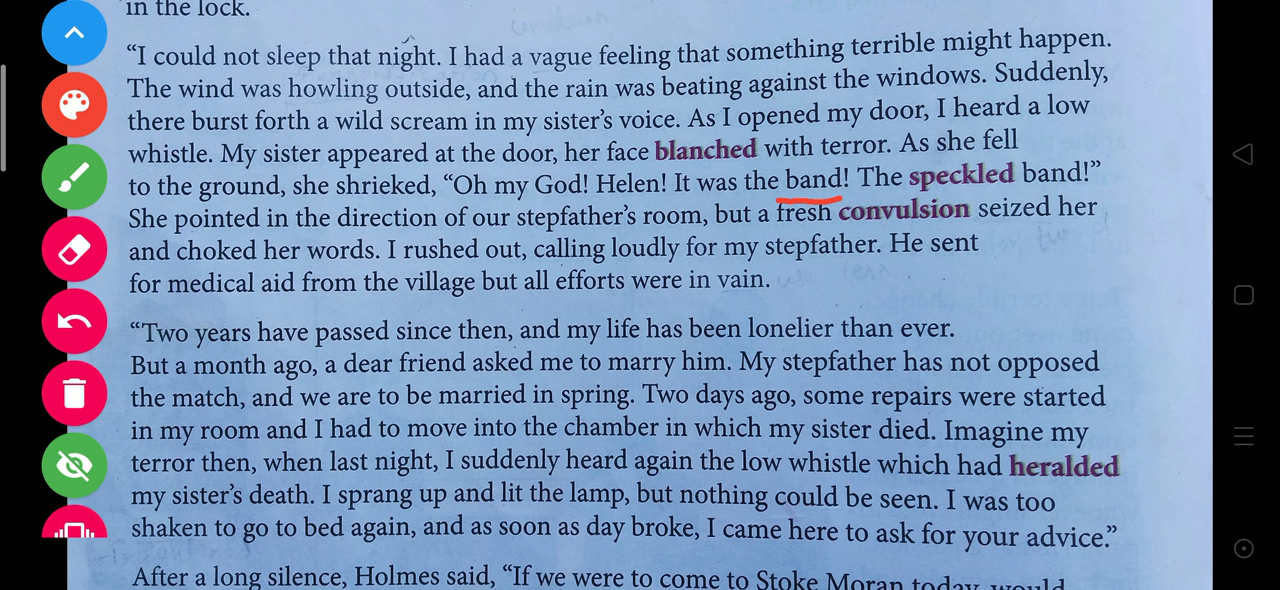 in the lock.
“I could not sleep that night. I had a vague feeling that something terrible might happen.
The wind was howling outside, and the rain was beating against the windows. Suddenly,
there burst forth a wild scream in my sister’s voice. As I opened my door, I heard a low
whistle. My sister appeared at the door, her face blanched with terror. As she fell
to the ground, she shrieked, “Oh my God! Helen! It was the band! The speckled band!”
She pointed in the direction of our stepfather’s room, but a fresh convulsion seized her
and choked her words. I rushed out, calling loudly for my stepfather. He sent
for medical aid from the village but all efforts were in vain.
“Two years have passed since then, and my life has been lonelier than ever.
But a month ago, a dear friend asked me to marry him. My stepfather has not opposed
the match, and we are to be married in spring. Two days ago, some repairs were started
in my room and I had to move into the chamber in which my sister died. Imagine my
terror then, when last night, I suddenly heard again the low whistle which had heralded
my sister’s death. I sprang up and lit the lamp, but nothing could be seen. I was too
shaken to go to bed again, and as soon as day broke, I came here to ask for your advice.”
After a long silence, Holmes said, “If we were to come to Stoke Moran today, would